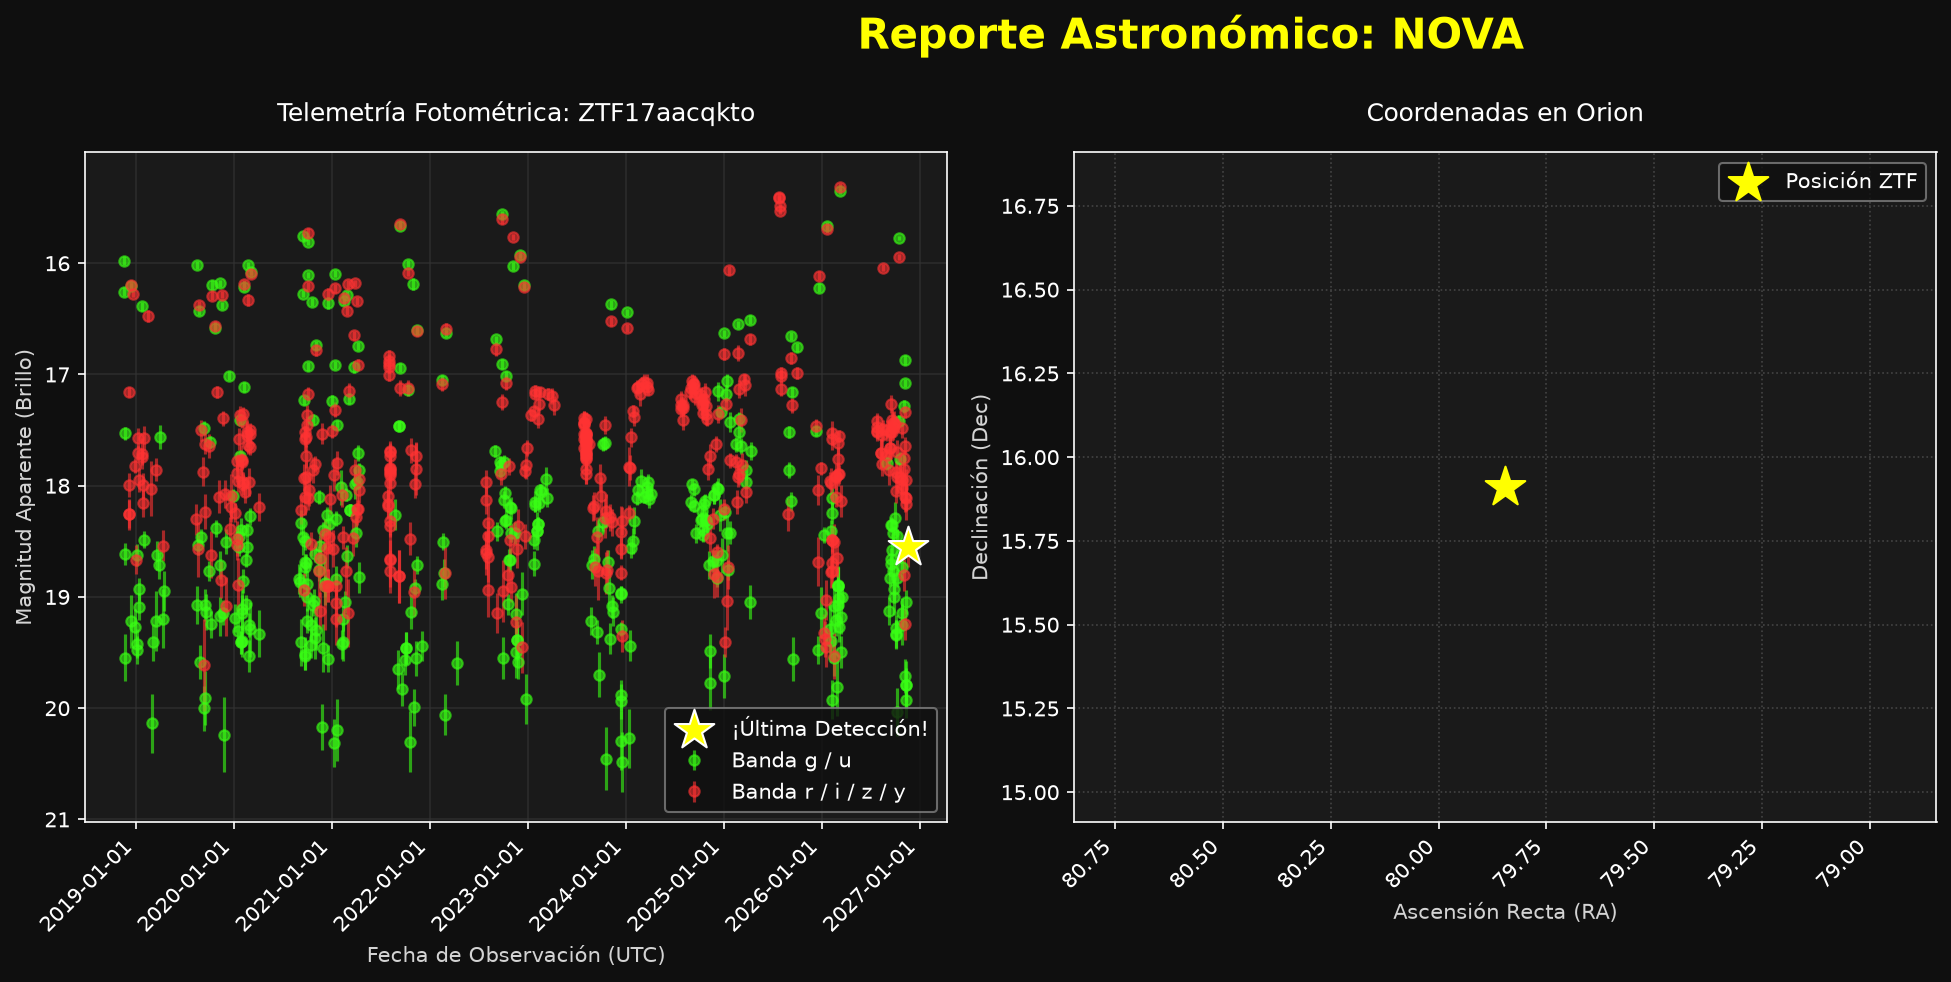 Reporte Astronómico: NOVA
Telemetría Fotométrica: ZTF17aacqkto
Magnitud Aparente (Brillo)
16
17
18
19
20
21
¡Última Detección!
Banda g / u
Banda r / i / z / y
2019-01-01
2020-01-01
2021-01-01
2022-01-01
2023-01-01
2024-01-01
2025-01-01
2026-01-01
2027-01-01
Fecha de Observación (UTC)
Coordenadas en Orion
Posición ZTF
Declinación (Dec)
16.75
16.50
16.25
16.00
15.75
15.50
15.25
15.00
80.75
80.50
80.25
80.00
79.75
79.50
79.25
79.00
Ascensión Recta (RA)